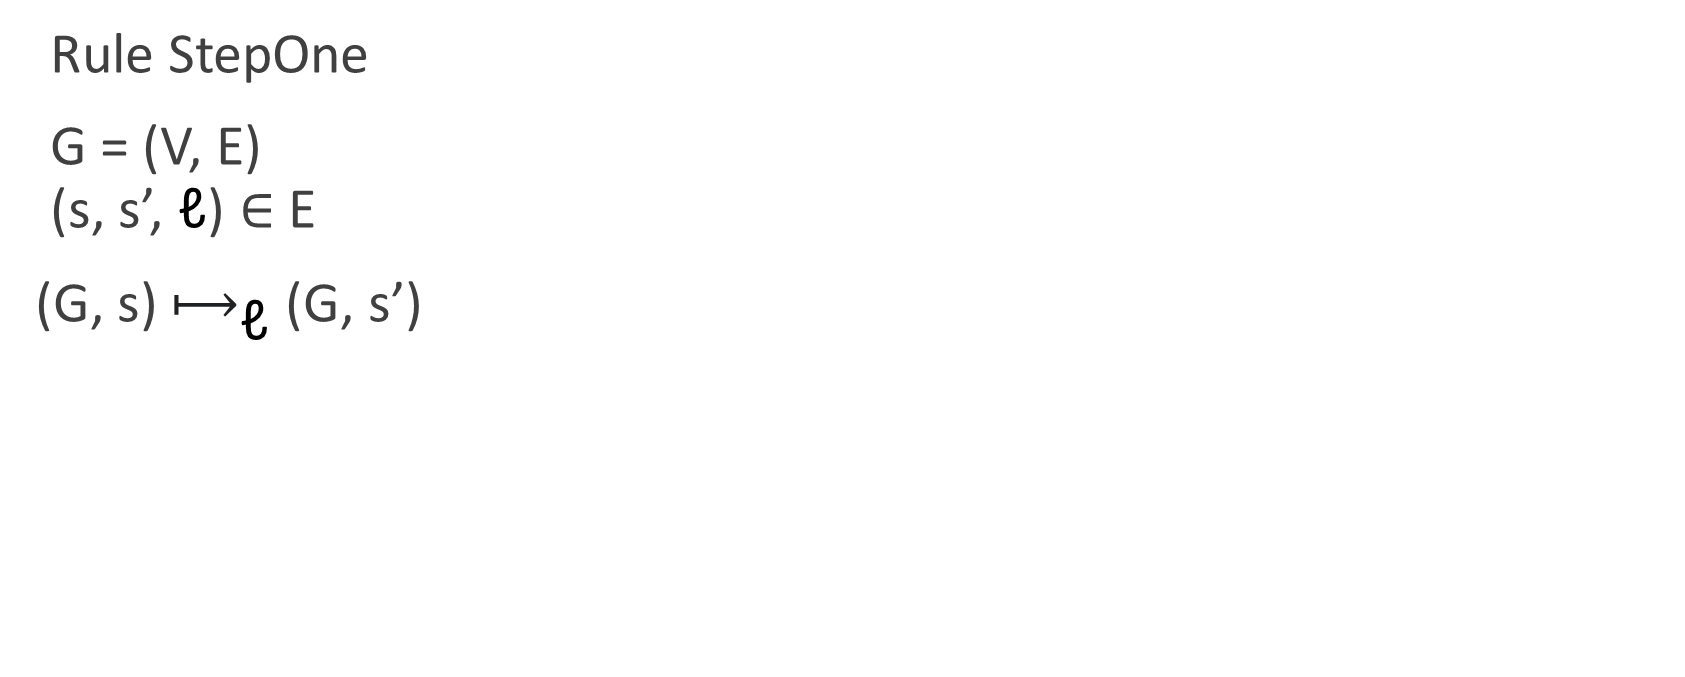 Rule StepOne
G = (V, E)
(s, s’, ℓ) ∈ E
(G, s) ⟼ℓ (G, s’)